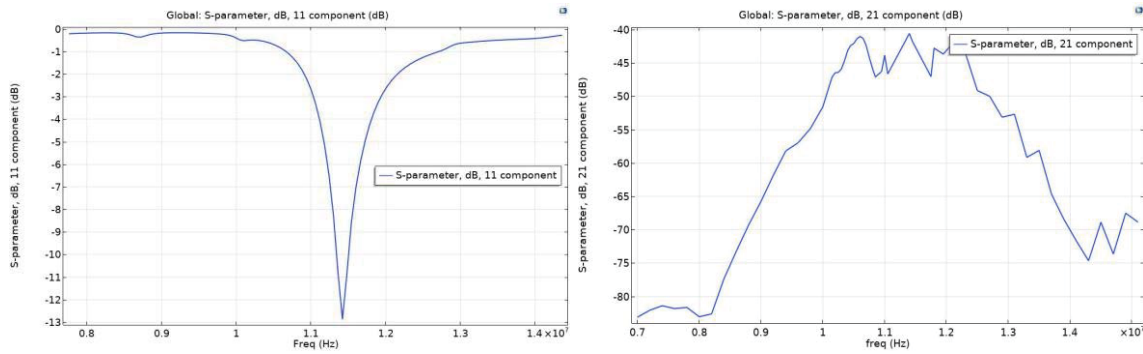 Global: S-parameter, dB, 11 component (dB)
S-parameter, dB, 11 component (dB)
0
-1
-2
-3
-4
-5
-6
-7
-8
-9
-10
-11
-12
-13
S-parameter, dB, 11 component
0.8 0.9 1 1.1 1.2 1.3 1.4 ×10⁷
Freq (Hz)
Global: S-parameter, dB, 21 component (dB)
S-parameter, dB, 21 component (dB)
-40
-45
-50
-55
-60
-65
-70
-75
-80
S-parameter, dB, 21 component
0.7 0.8 0.9 1 1.1 1.2 1.3 1.4
freq (Hz)